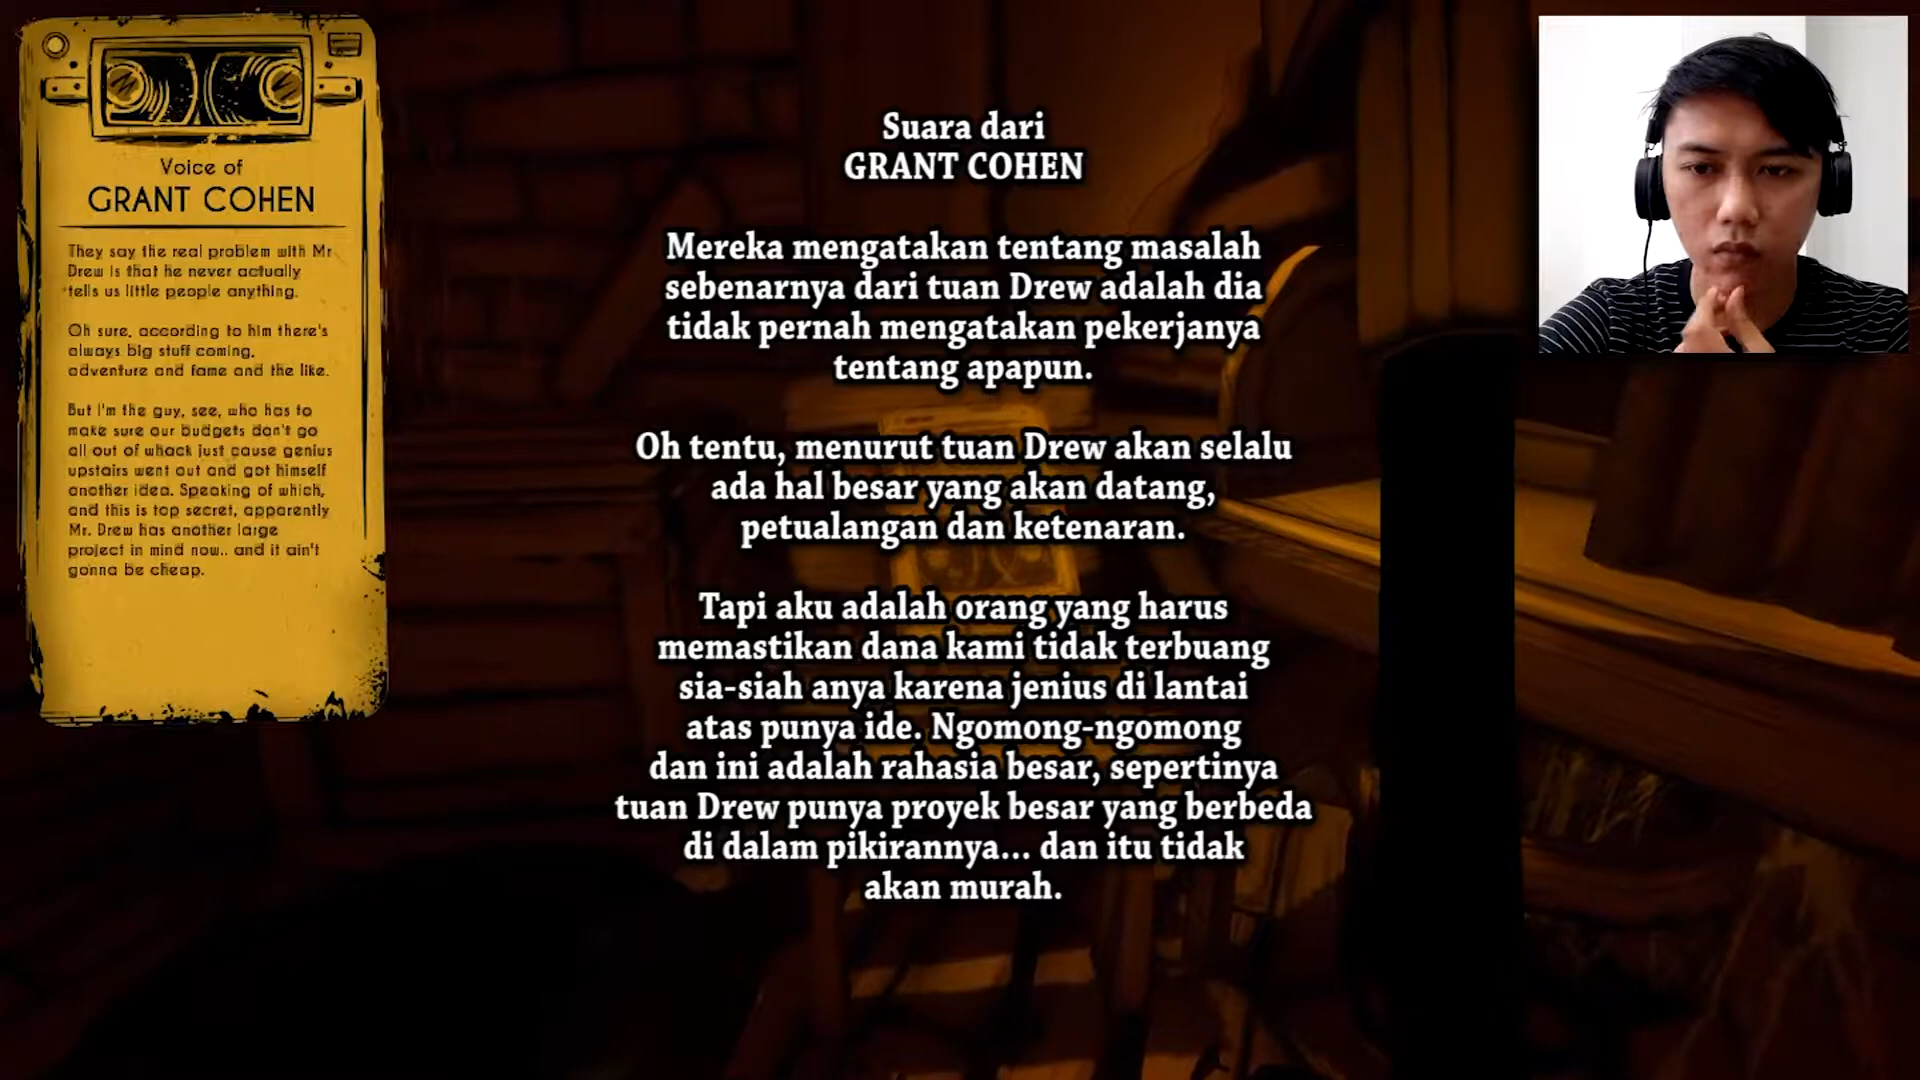 Voice of
GRANT COHEN
They say the real problem with Mr
Drew is that he never actually
tells us little people anything.
Oh sure, according to him there's
always big stuff coming,
adventure and fame and the like.
But I'm the guy, see, who has to
make sure our budgets don't go
all out of whack just cause genius
upstairs went out and got himself
another idea. Speaking of which,
and this is top secret, apparently
Mr. Drew has another large
project in mind now.. and it ain't
gonna be cheap.
Suara dari
GRANT COHEN
Mereka mengatakan tentang masalah
sebenarnya dari tuan Drew adalah dia
tidak pernah mengatakan pekerjanya
tentang apapun.
Oh tentu, menurut tuan Drew akan selalu
ada hal besar yang akan datang,
petualangan dan ketenaran.
Tapi aku adalah orang yang harus
memastikan dana kami tidak terbuang
sia-siah anya karena jenius di lantai
atas punya ide. Ngomong-ngomong
dan ini adalah rahasia besar, sepertinya
tuan Drew punya proyek besar yang berbeda
di dalam pikirannya... dan itu tidak
akan murah.